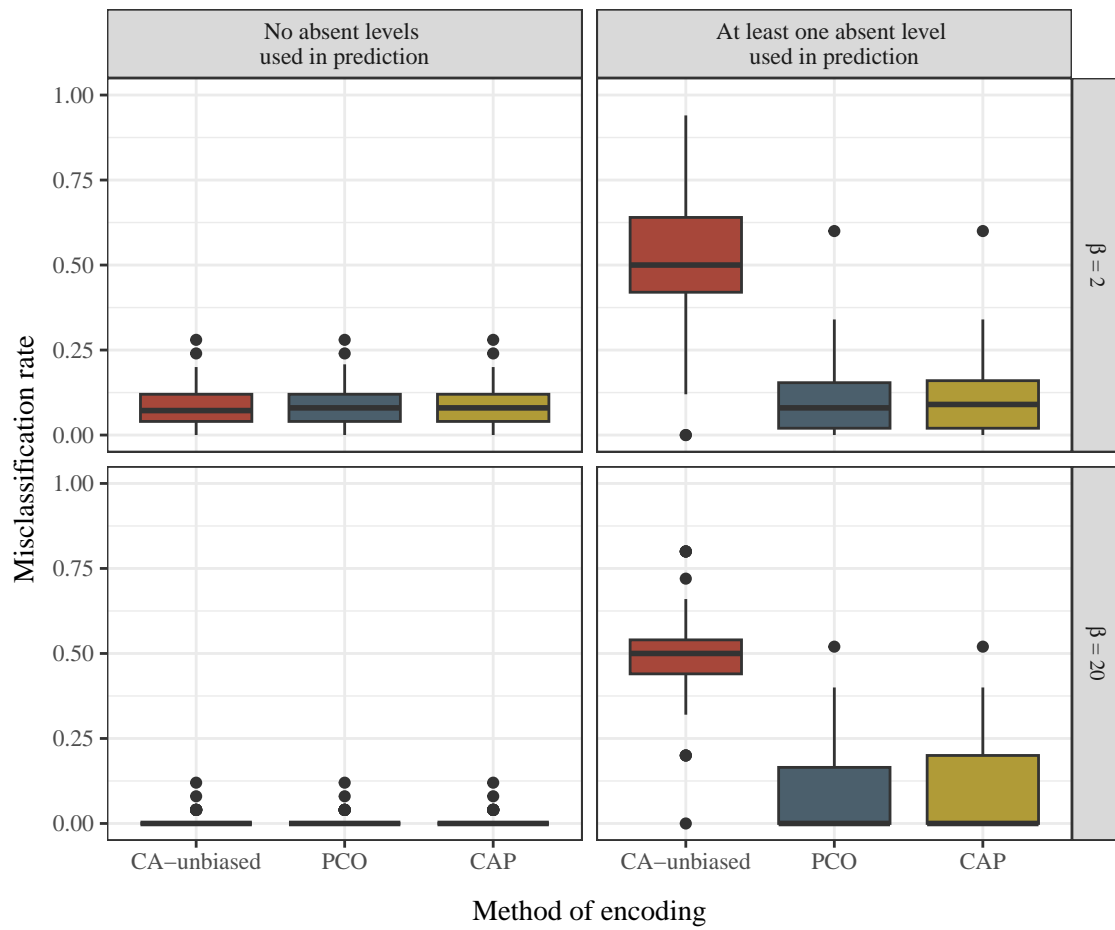 No absent levels
used in prediction
At least one absent level
used in prediction
Misclassification rate
1.00
0.75
0.50
0.25
0.00
β = 2
1.00
0.75
0.50
0.25
0.00
β = 20
CA−unbiased PCO CAP
CA−unbiased PCO CAP
Method of encoding